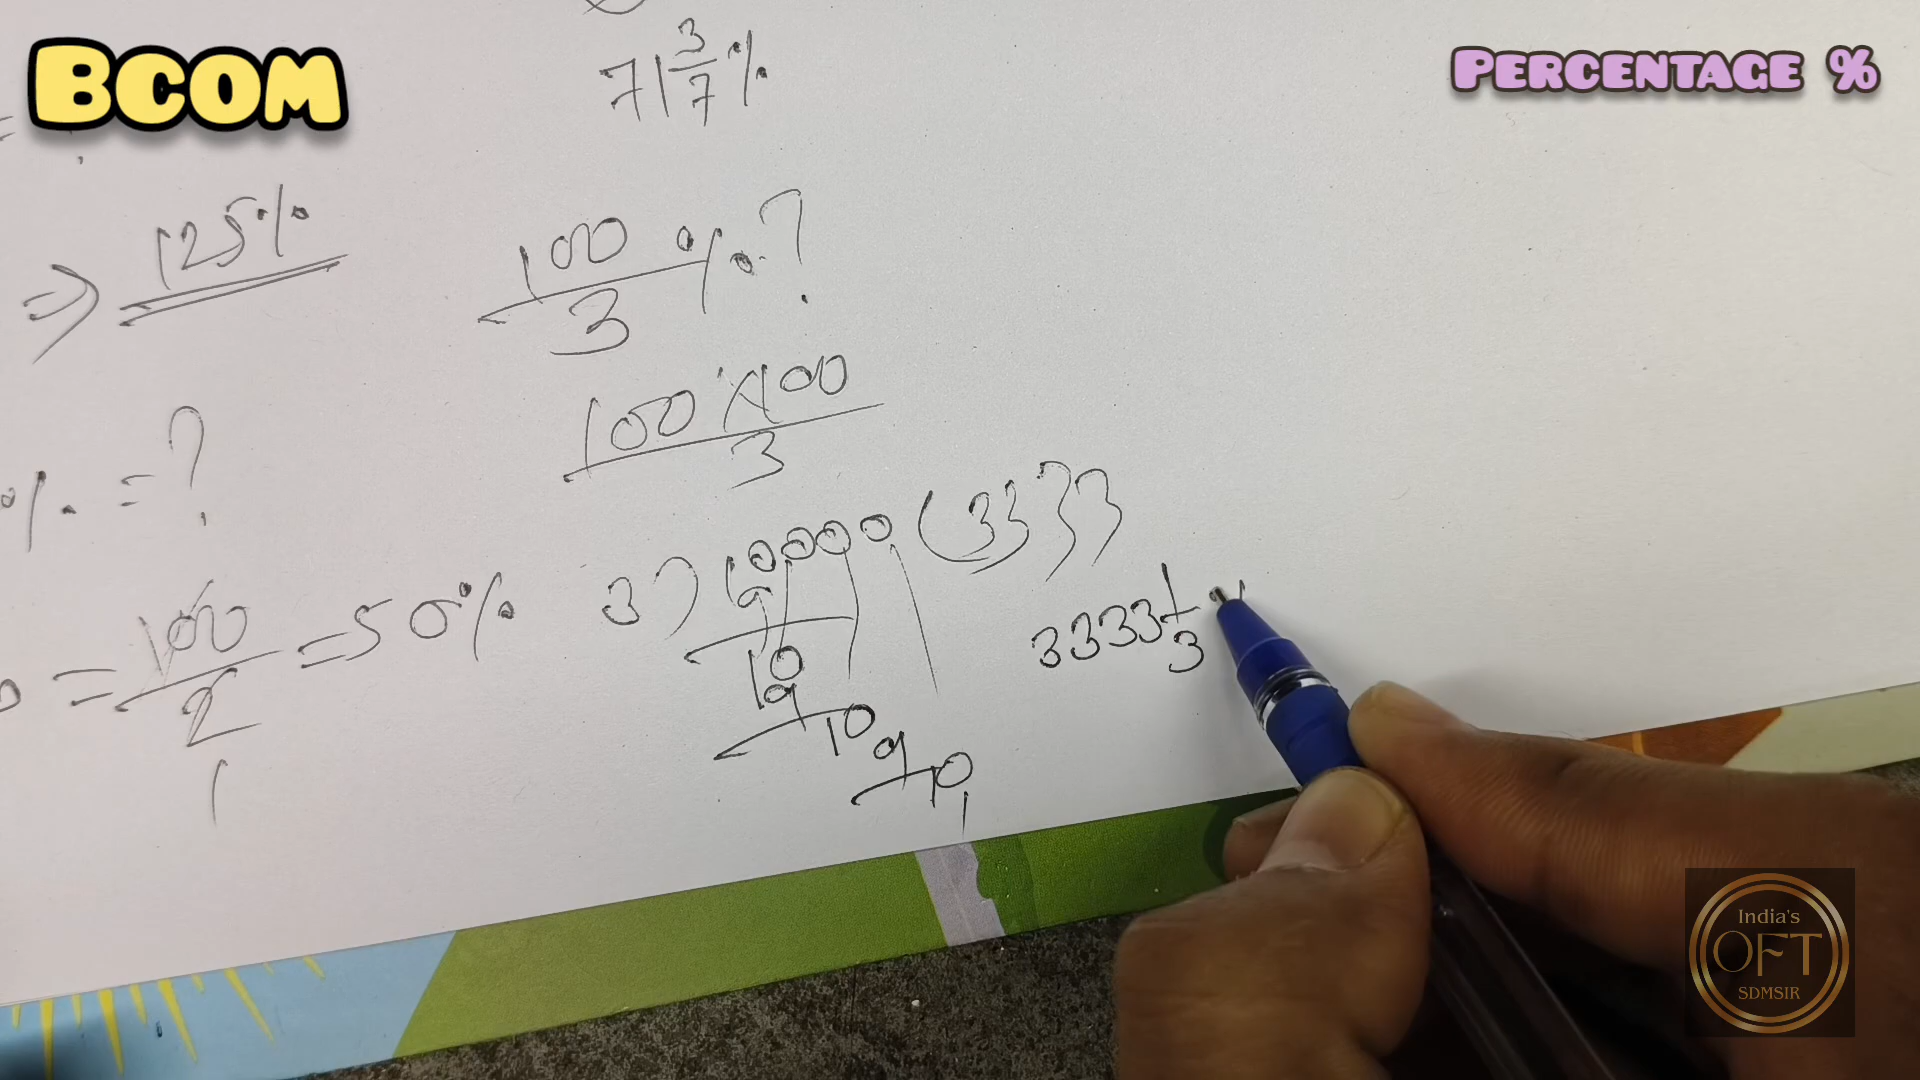 BCOM
PERCENTAGE %
71 3/7 %
=> 125%
100/3 %?
100 X 100
3
% = ?
= 100/2 = 50%
1
3) 10000 (3333
9
10
9
10
9
10
1
3333 1/3
India's
OFT
SDMSIR